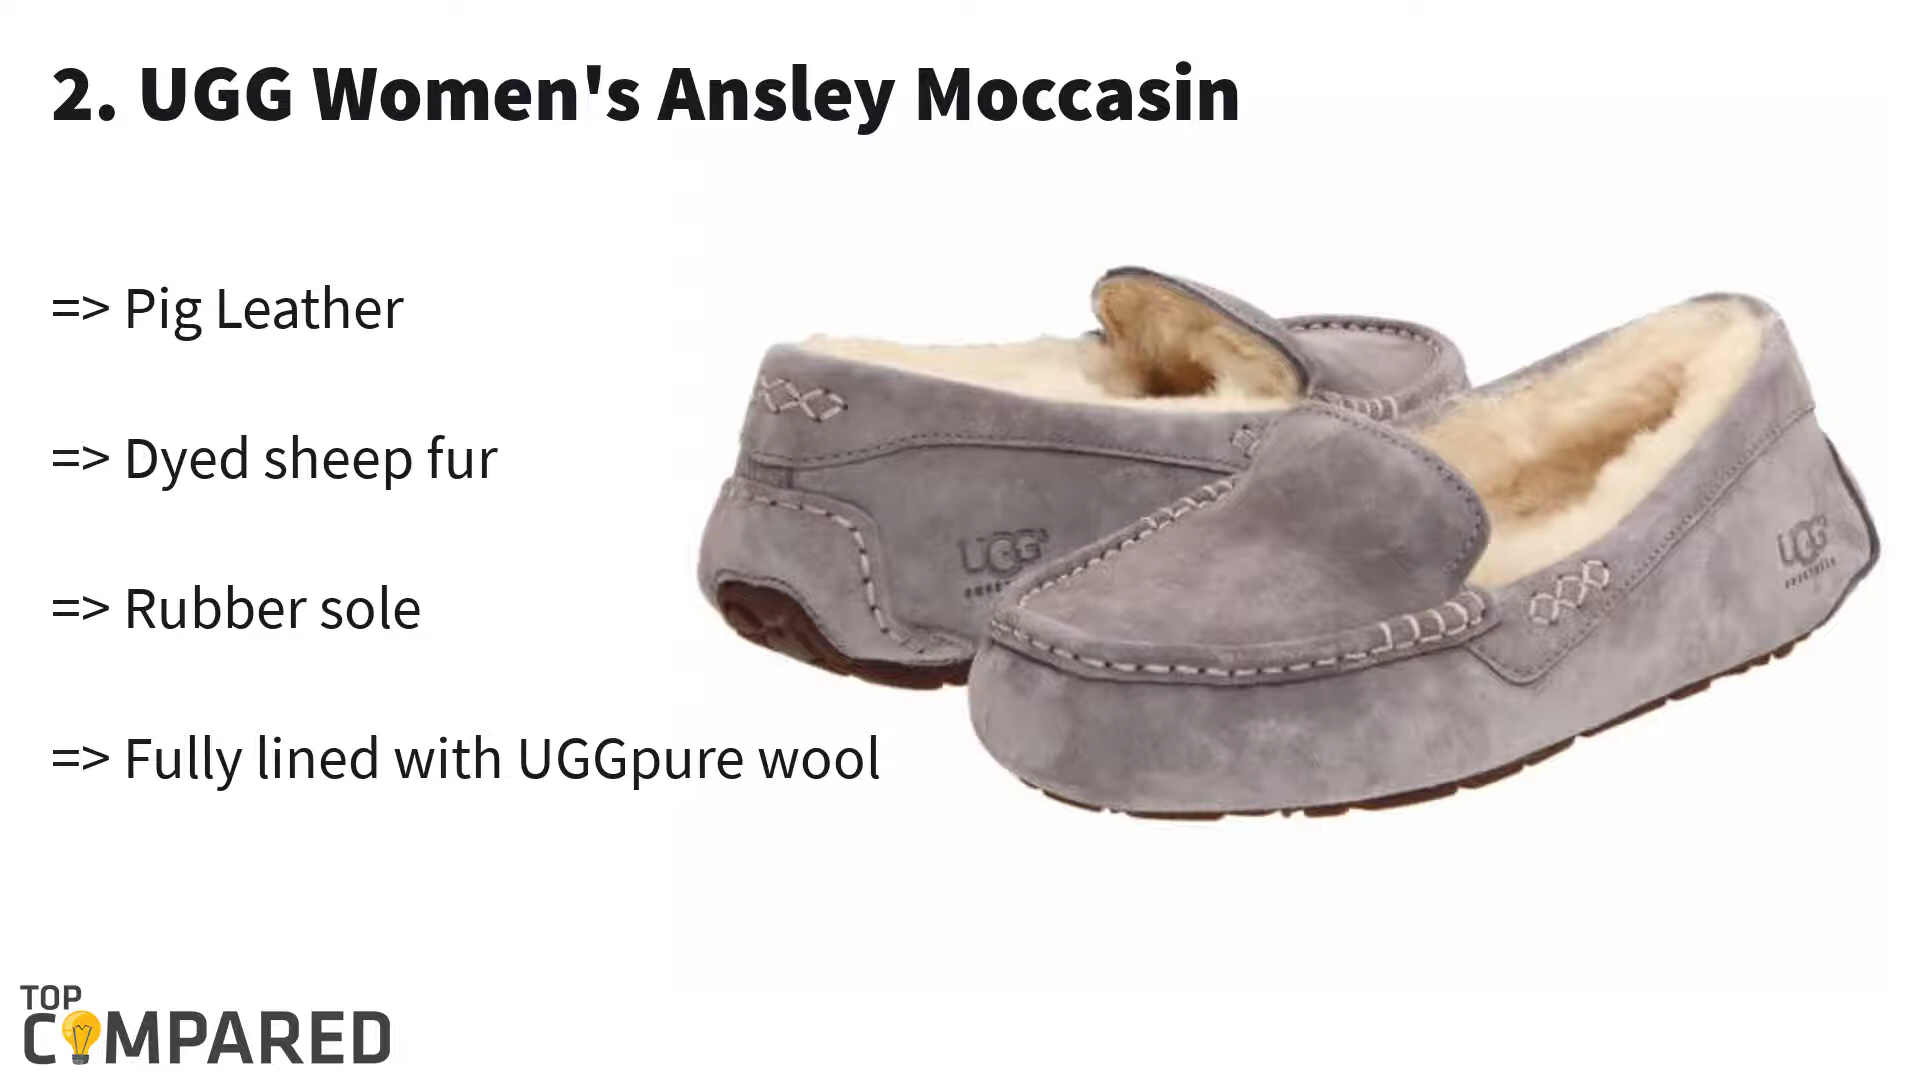 2. UGG Women's Ansley Moccasin
=> Pig Leather
=> Dyed sheep fur
=> Rubber sole
=> Fully lined with UGGpure wool
UGG
UGG
TOP
COMPARED